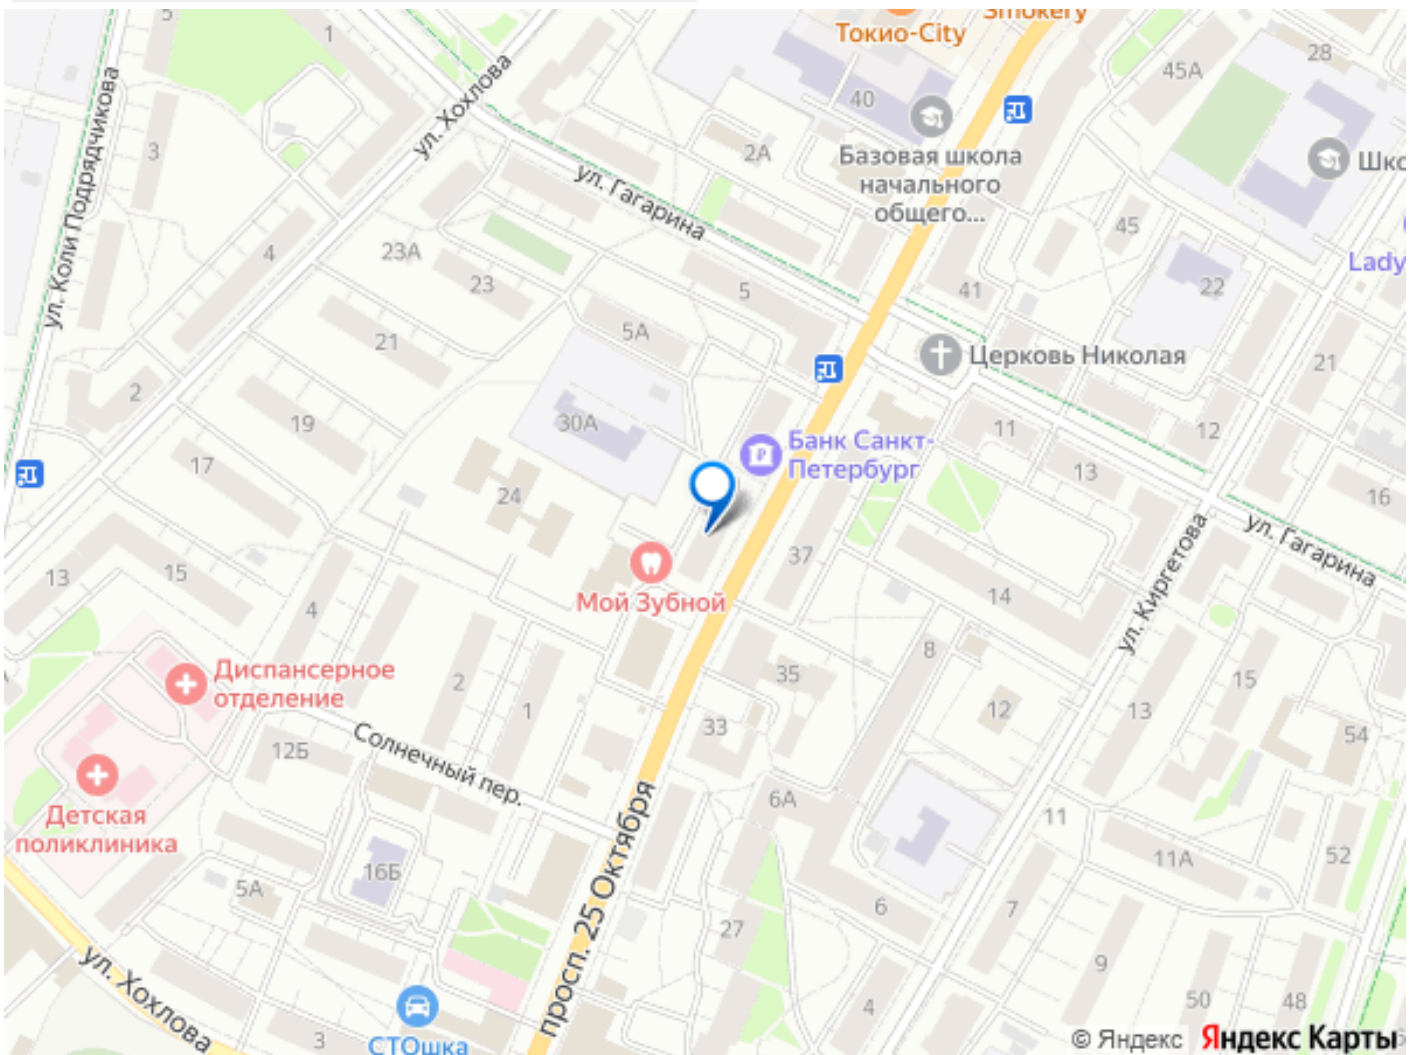 Smokery
Токио-City
5
1
28
45А
ул. Хохлова
40
ул. Коли Подрядчикова
3
2А
Базовая школа
начального
общего...
Шко
ул. Гагарина
45
4
23А
23
22
Lady
5
41
21
5А
Церковь Николая
21
2
19
30А
11
12
Банк Санкт-
Петербург
17
13
24
16
ул. Гагарина
ул. Киргетова
13
15
37
4
14
Мой Зубной
8
Диспансерное
отделение
35
15
2
1
12
13
33
54
12Б
Солнечный пер.
6А
Детская
поликлиника
11
просп. 25 Октября
11А
52
16Б
5А
6
7
27
ул. Хохлова
9
4
50
48
3
СТОшка
© Яндекс Яндекс Карты